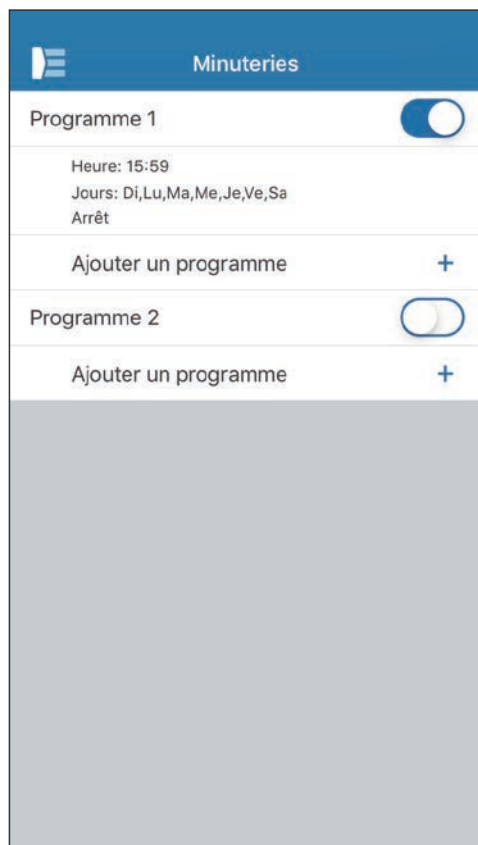 Minuteries
Programme 1
Heure: 15:59
Jours: Di,Lu,Ma,Me,Je,Ve,Sa
Arrêt
Ajouter un programme +
Programme 2
Ajouter un programme +